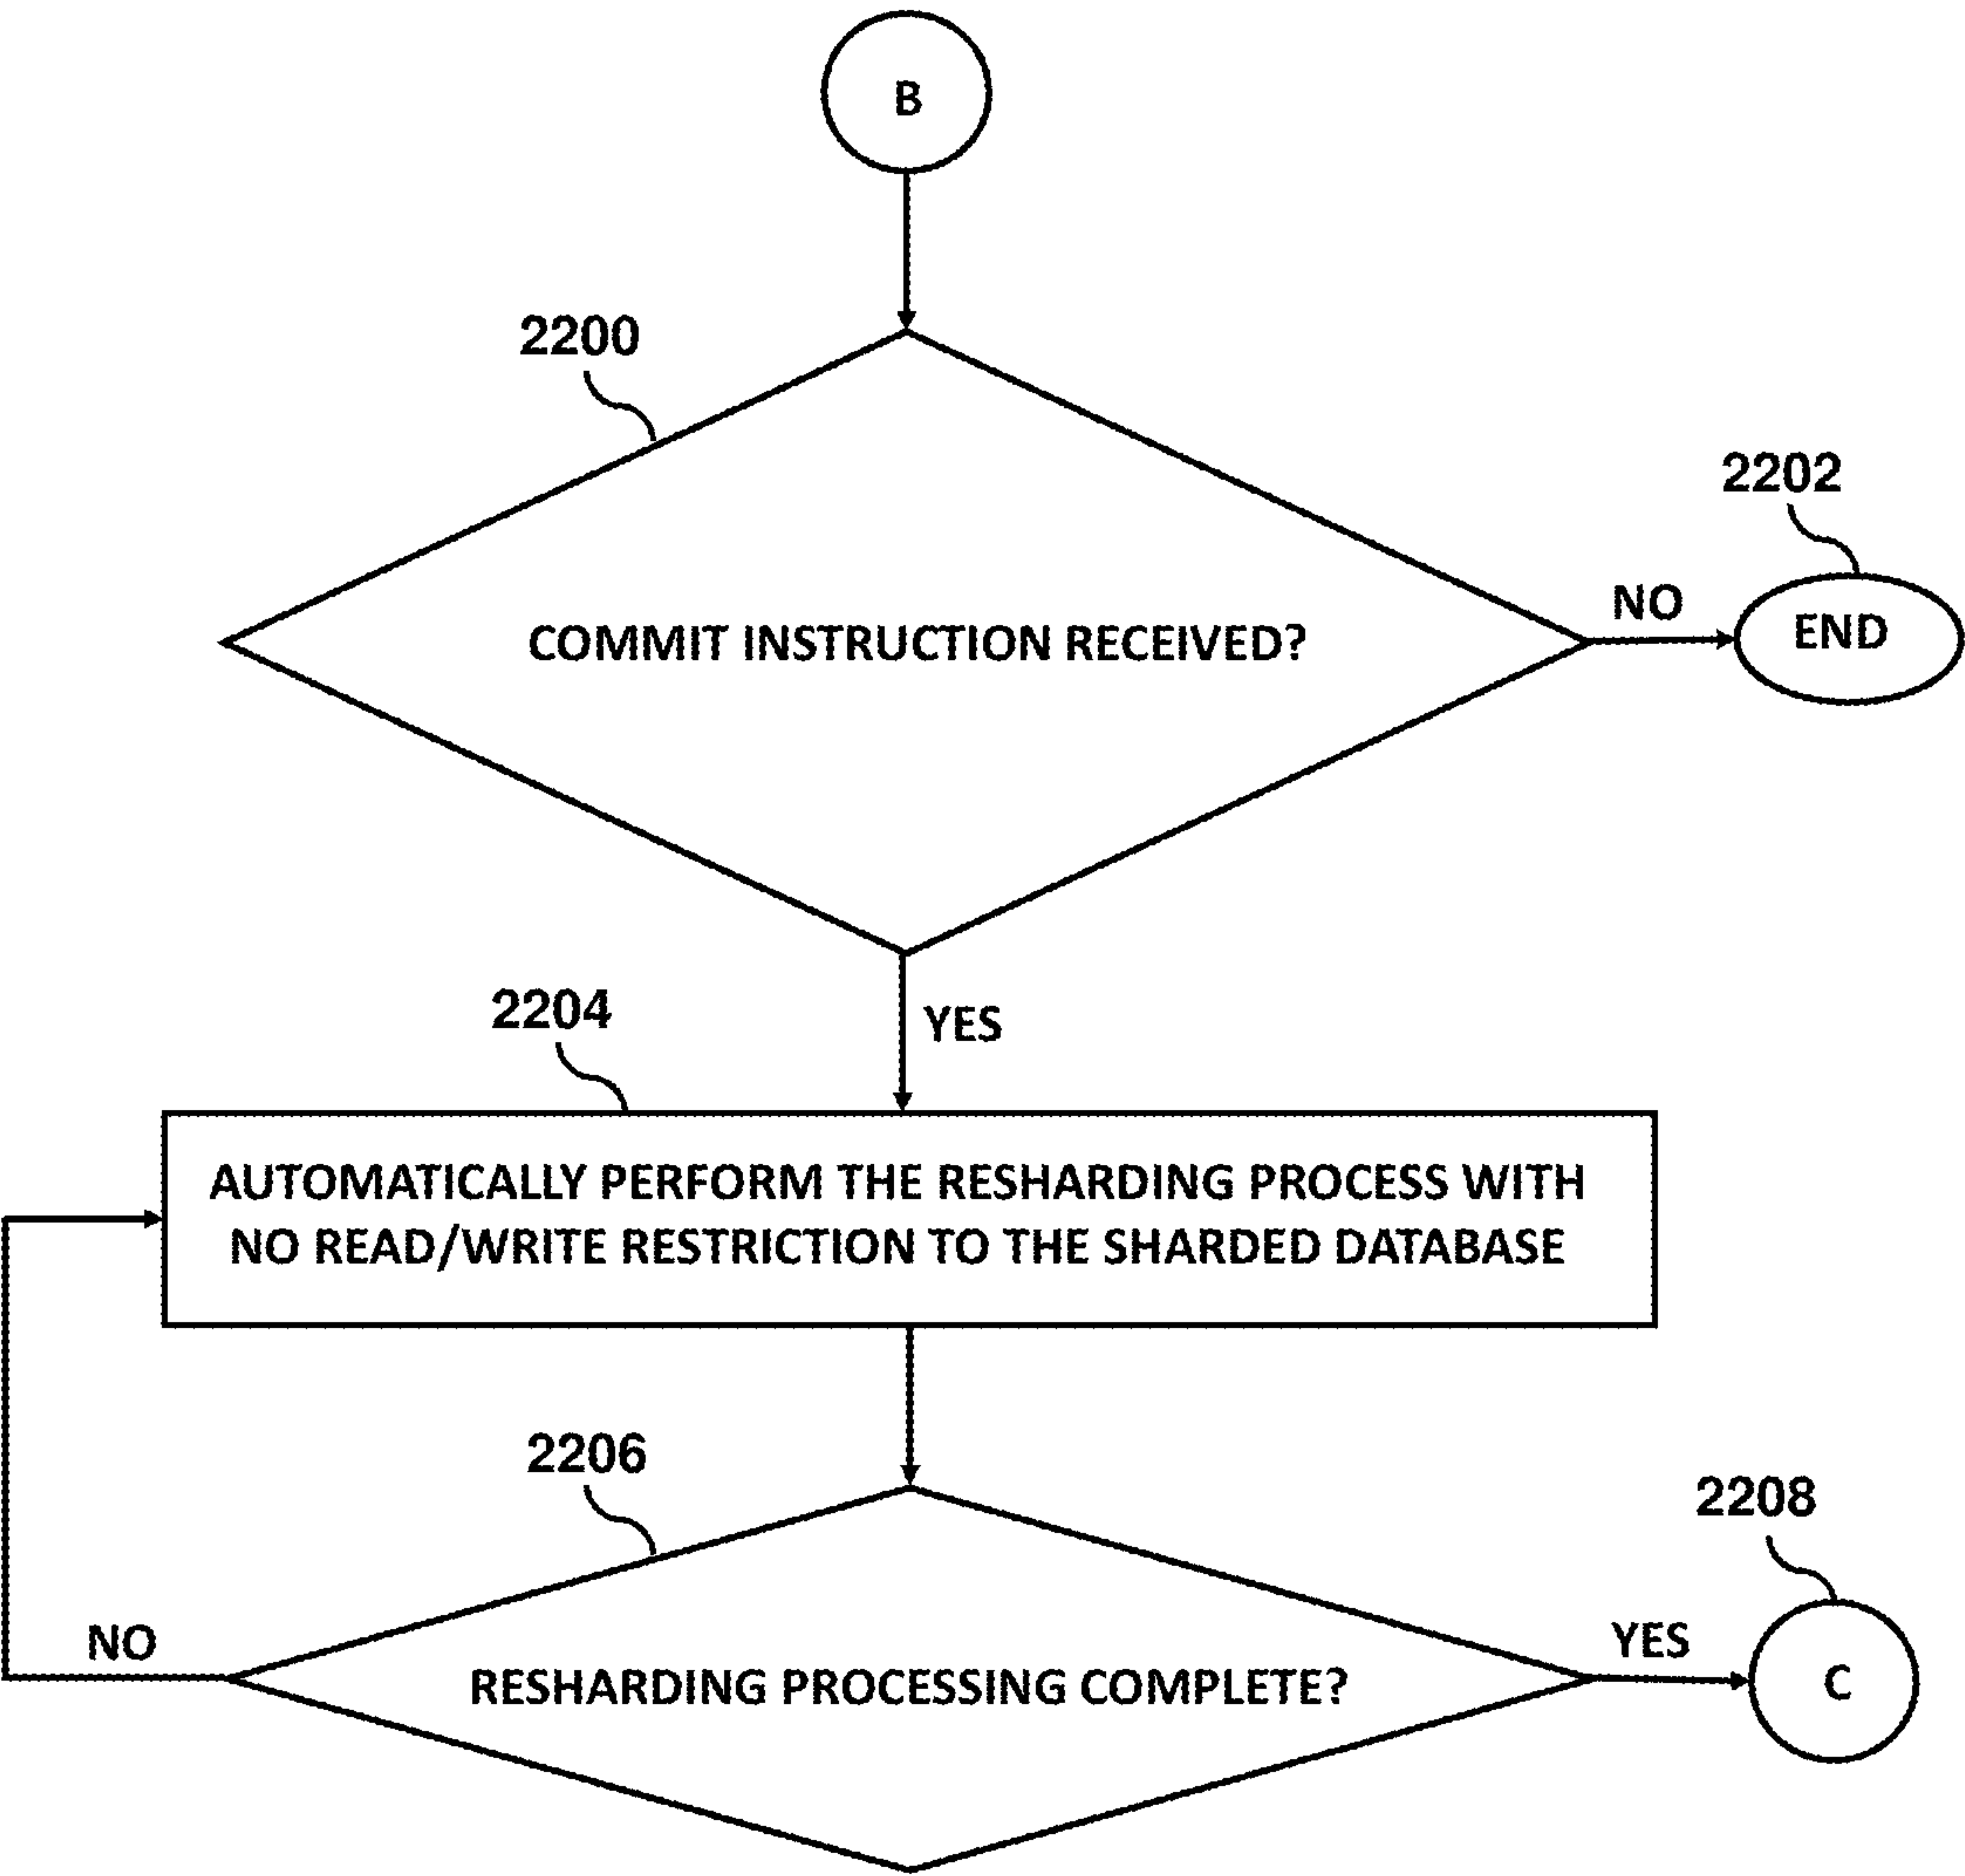 B
2200
2202
NO
END
COMMIT INSTRUCTION RECEIVED?
2204
YES
AUTOMATICALLY PERFORM THE RESHARDING PROCESS WITH
NO READ/WRITE RESTRICTION TO THE SHARDED DATABASE
2206
2208
NO
YES
RESHARDING PROCESSING COMPLETE?
C